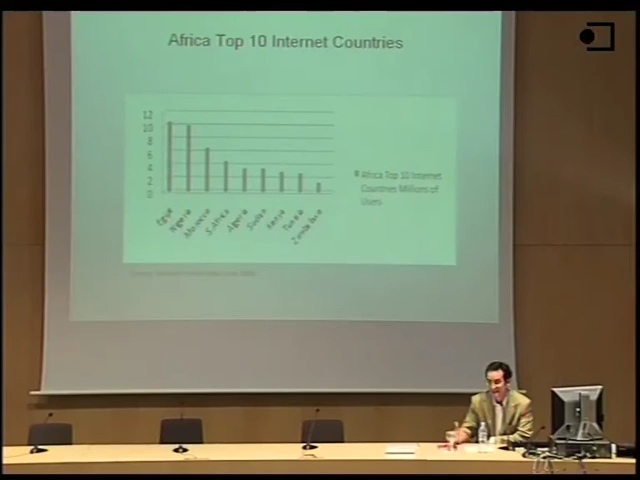 Africa Top 10 Internet Countries
12
10
8
6
4
2
0
Egypt
Nigeria
Morocco
S.Africa
Algeria
Sudan
Kenya
Tunisia
Zimbabwe
Africa Top 10 Internet
Countries Millions of
Users